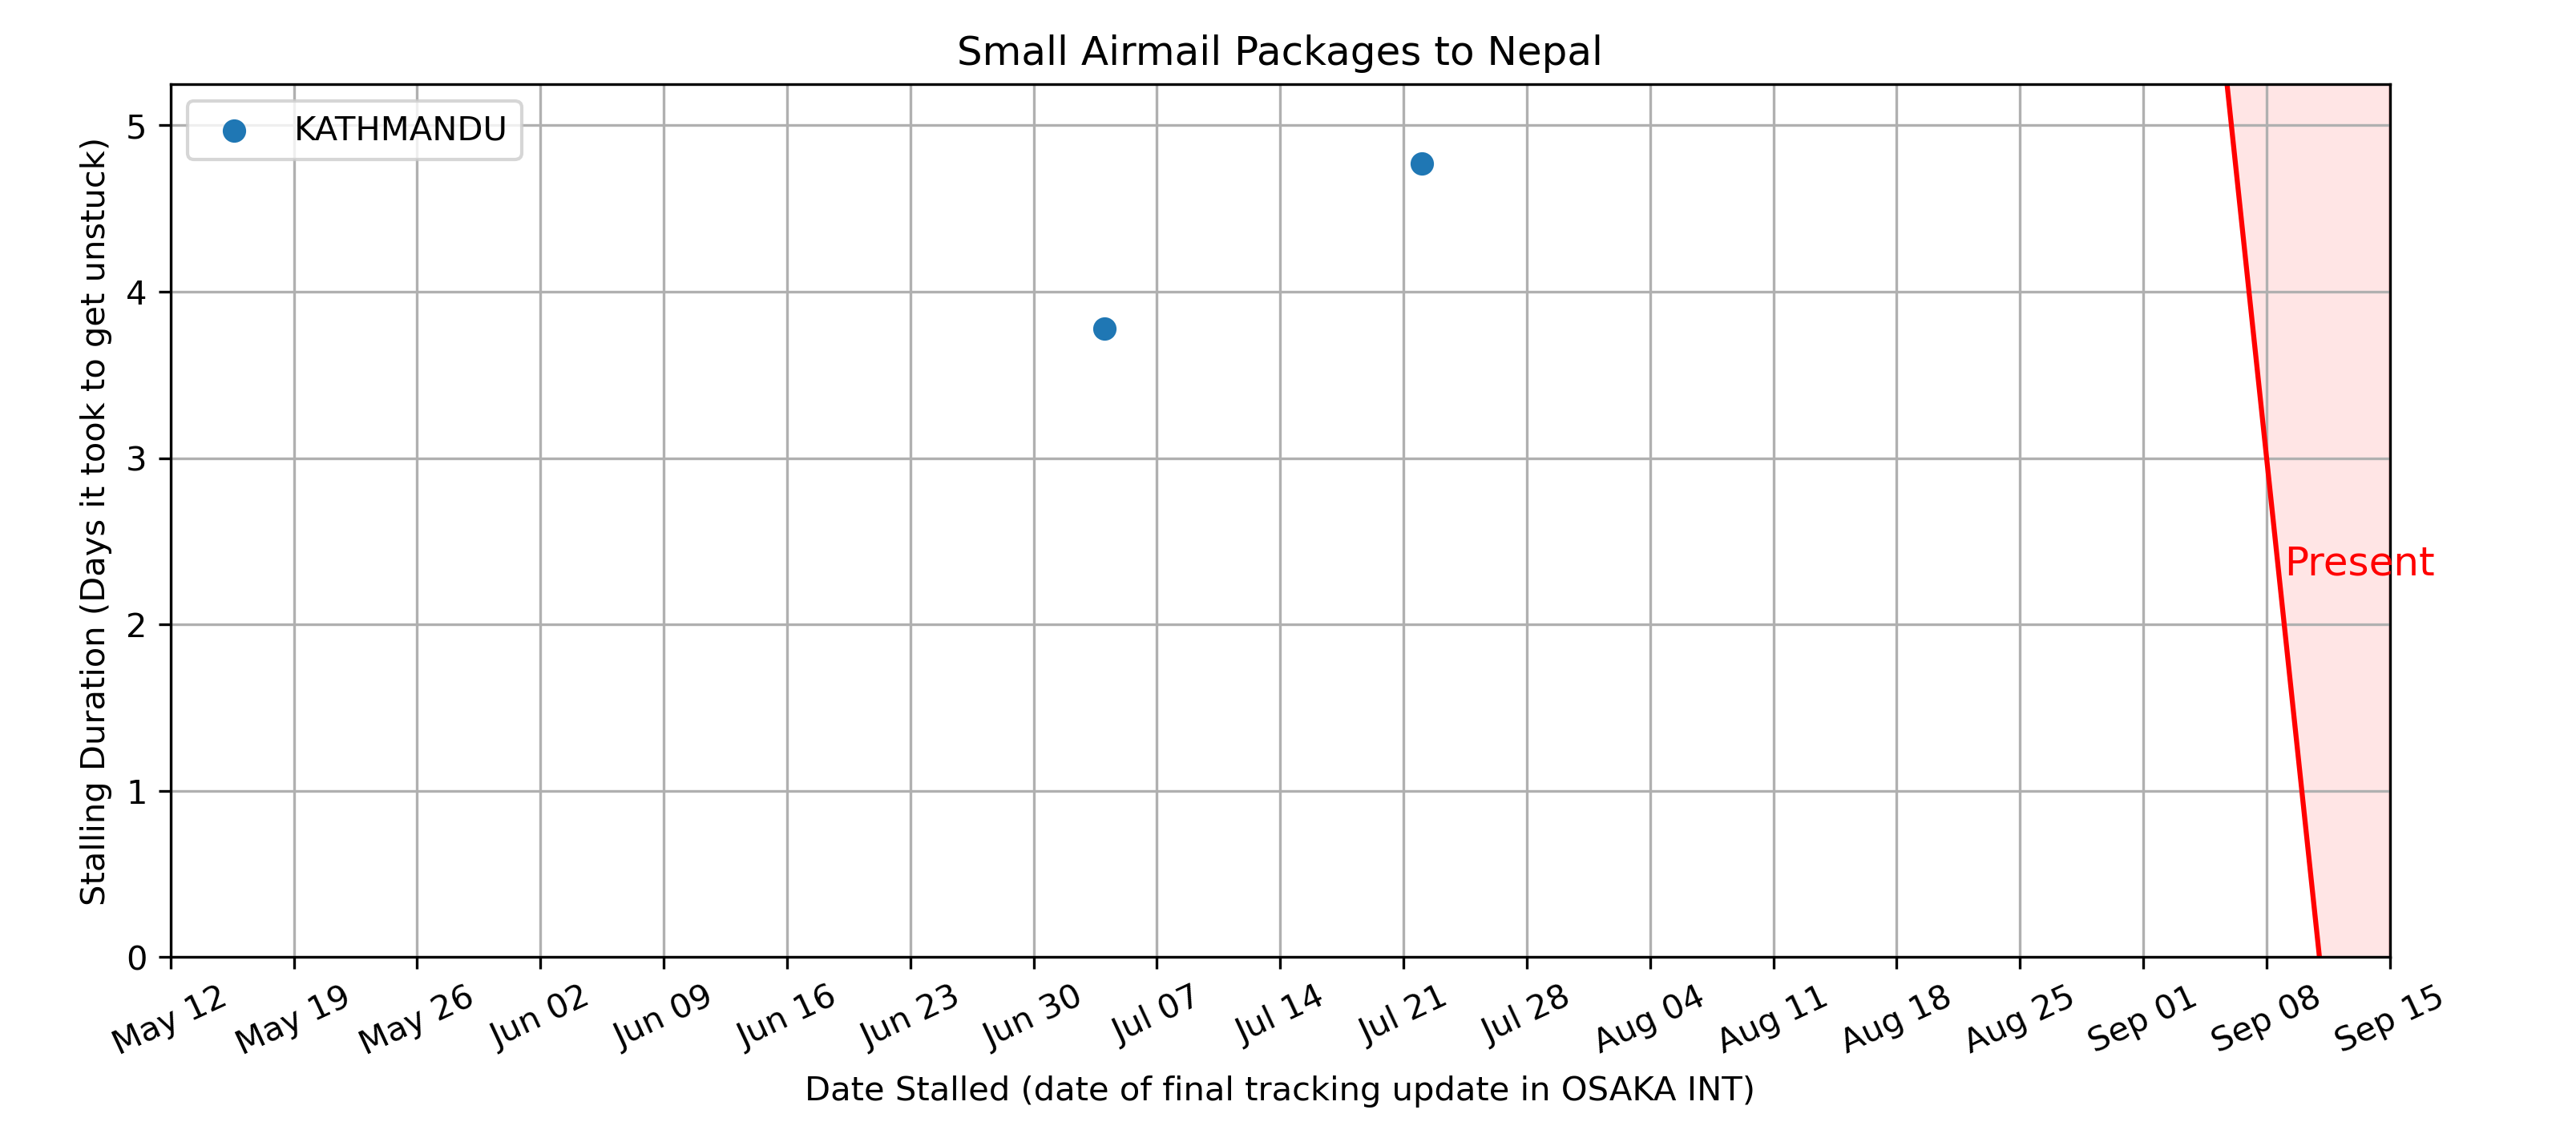 Small Airmail Packages to Nepal
KATHMANDU
Stalling Duration (Days it took to get unstuck)
5
4
3
2
1
0
Present
May 12
May 19
May 26
Jun 02
Jun 09
Jun 16
Jun 23
Jun 30
Jul 07
Jul 14
Jul 21
Jul 28
Aug 04
Aug 11
Aug 18
Aug 25
Sep 01
Sep 08
Sep 15
Date Stalled (date of final tracking update in OSAKA INT)